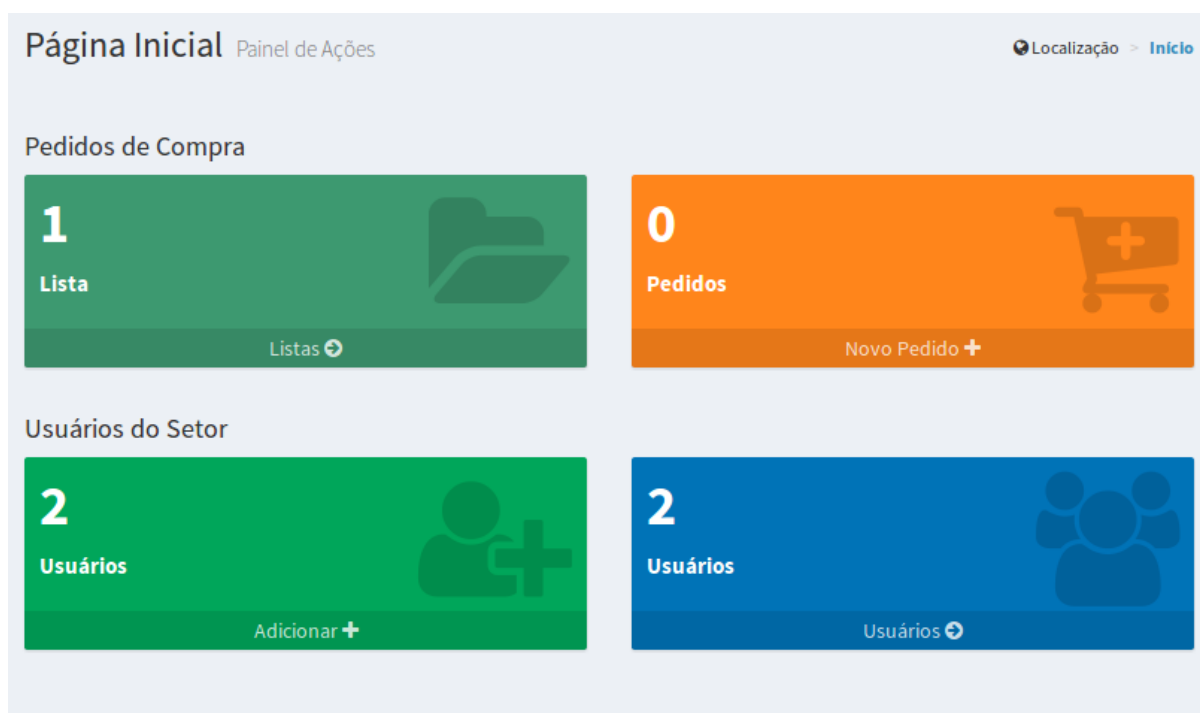 Página Inicial Painel de Ações
Localização > Início
Pedidos de Compra
1
Lista
Listas
0
Pedidos
Novo Pedido
Usuários do Setor
2
Usuários
Adicionar
2
Usuários
Usuários